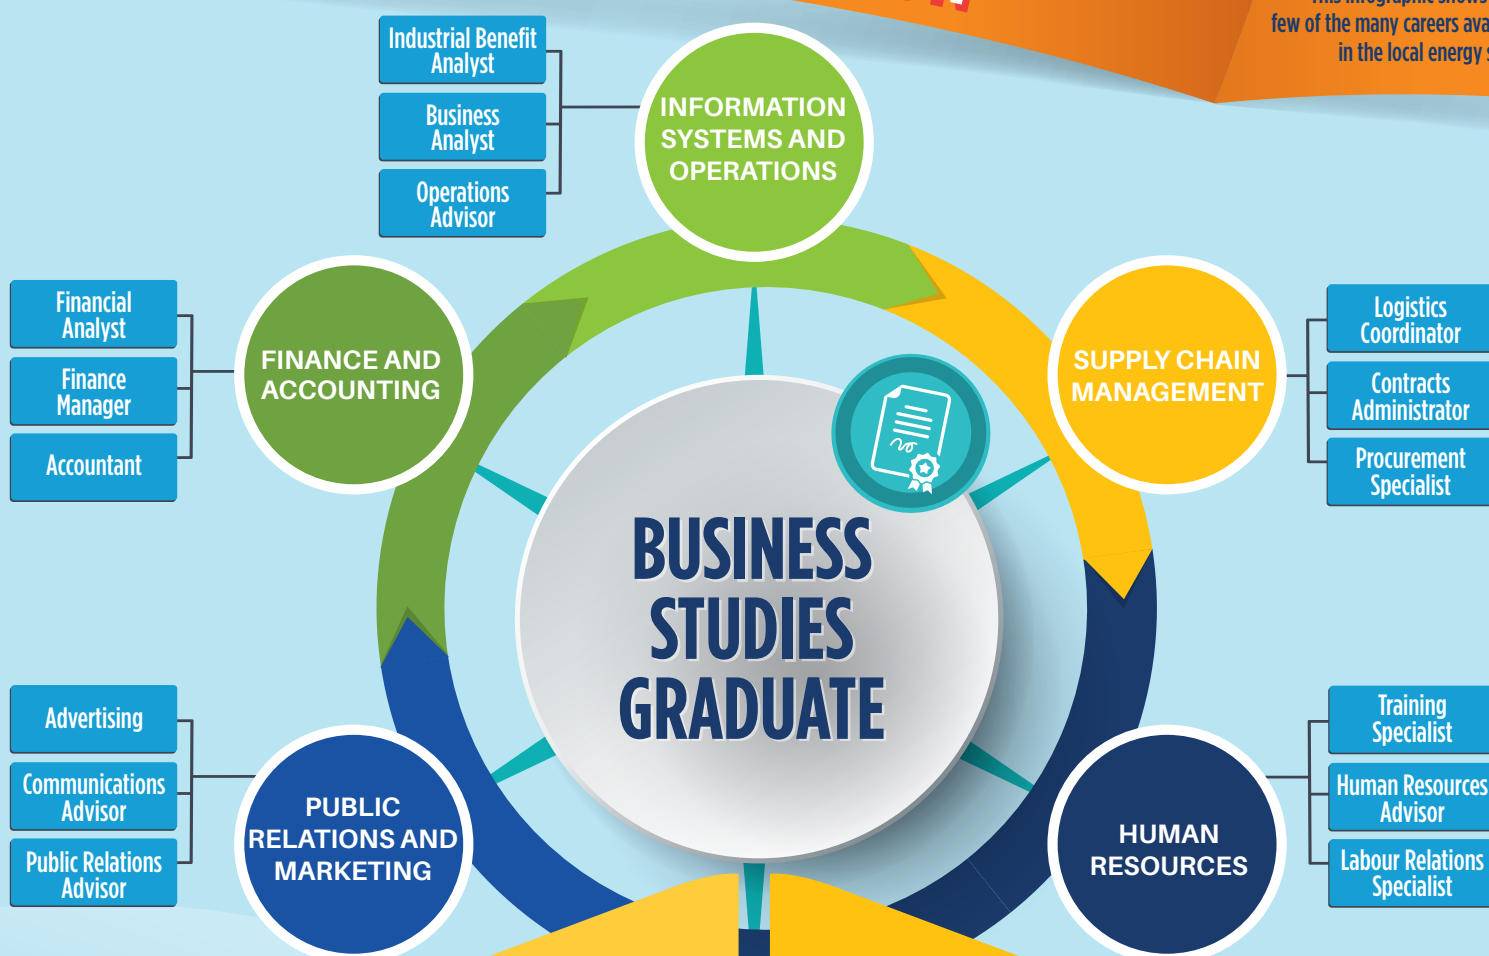 This infographic shows
few of the many careers
in the local energy
Industrial Benefit
Analyst
Business
Analyst
Operations
Advisor
INFORMATION
SYSTEMS AND
OPERATIONS
Financial
Analyst
Finance
Manager
Accountant
FINANCE AND
ACCOUNTING
SUPPLY CHAIN
MANAGEMENT
Logistics
Coordinator
Contracts
Administrator
Procurement
Specialist
BUSINESS
STUDIES
GRADUATE
Advertising
Communications
Advisor
Public Relations
Advisor
PUBLIC
RELATIONS AND
MARKETING
HUMAN
RESOURCES
Training
Specialist
Human Resources
Advisor
Labour Relations
Specialist